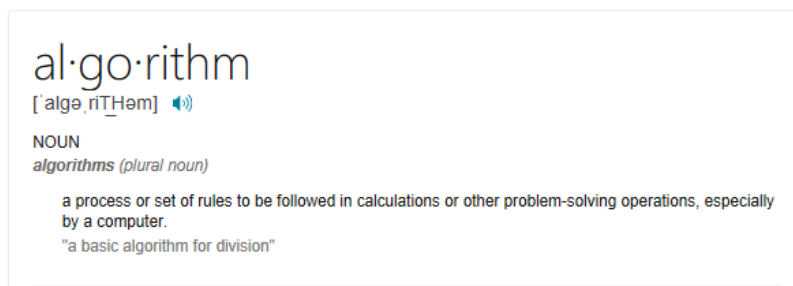 al·go·rithm
[ˈalgəˌriT͟Həm]
NOUN
algorithms (plural noun)
a process or set of rules to be followed in calculations or other problem-solving operations, especially
by a computer.
"a basic algorithm for division"